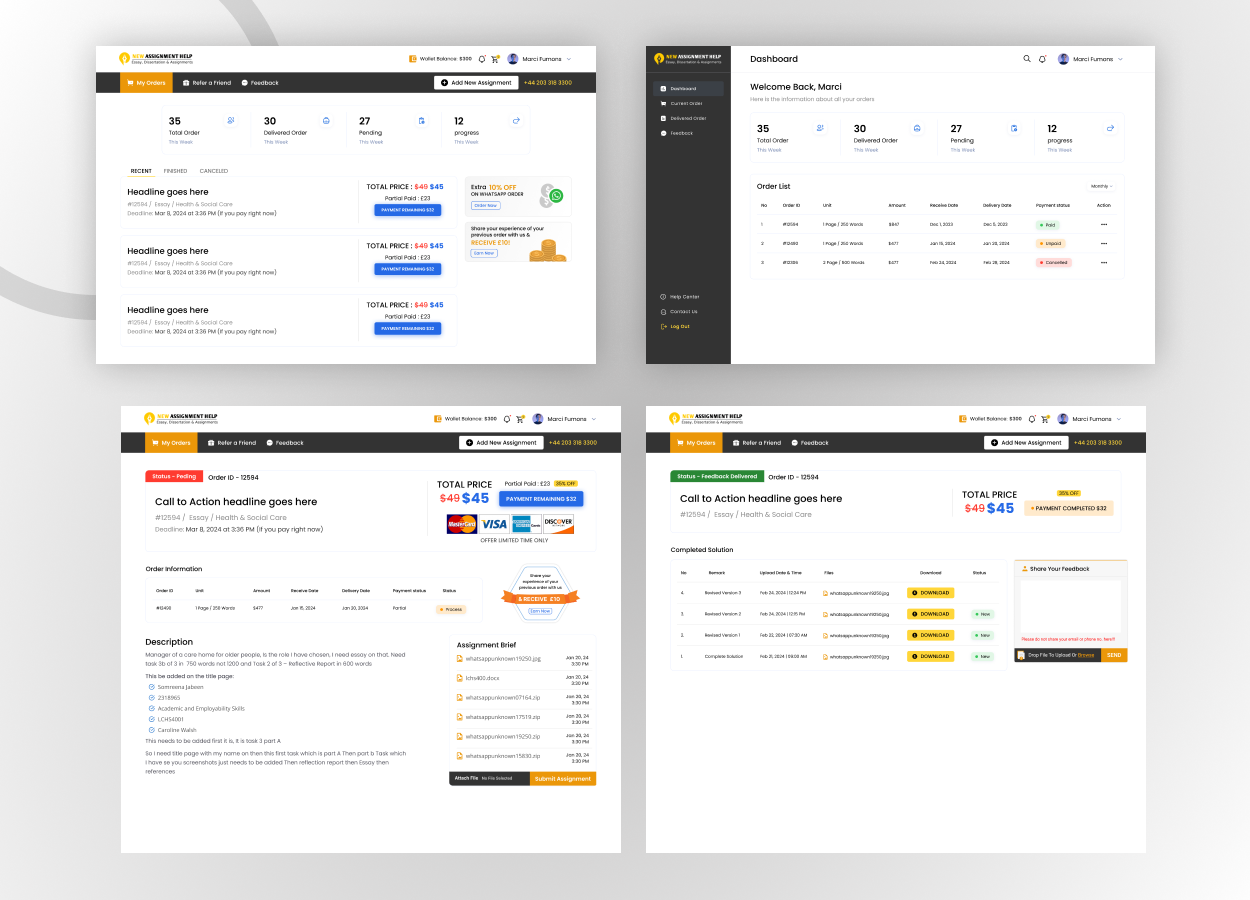 NEW ASSIGNMENT HELP
Essay, Dissertation & Assignments
Wallet Balance: $300
Marci Fumons
My Orders
Refer a Friend
Feedback
Add New Assignment
+44 203 318 3300
35
Total Order
This Week
30
Delivered Order
This Week
27
Pending
This Week
12
progress
This Week
RECENT
FINISHED
CANCELED
Headline goes here
#12594 / Essay / Health & Social Care
Deadline: Mar 8, 2024 at 3:36 PM (if you pay right now)
TOTAL PRICE : $49 $45
Partial Paid : £23
PAYMENT REMAINING $32
Headline goes here
#12594 / Essay / Health & Social Care
Deadline: Mar 8, 2024 at 3:36 PM (if you pay right now)
TOTAL PRICE : $49 $45
Partial Paid : £23
PAYMENT REMAINING $32
Headline goes here
#12594 / Essay / Health & Social Care
Deadline: Mar 8, 2024 at 3:36 PM (if you pay right now)
TOTAL PRICE : $49 $45
Partial Paid : £23
PAYMENT REMAINING $32
Extra 10% OFF
ON WHATSAPP ORDER
Order Now
Share your experience of your
previous order with us &
RECEIVE £10!
Earn Now
NEW ASSIGNMENT HELP
Essay, Dissertation & Assignments
Dashboard
Current Order
Delivered Order
Feedback
Help Center
Contact Us
Log Out
Dashboard
Marci Fumons
Welcome Back, Marci
Here is the information about all your orders
35
Total Order
This Week
30
Delivered Order
This Week
27
Pending
This Week
12
progress
This Week
Order List
Monthly
No Order ID Unit Amount Receive Date Delivery Date Payment status Action
1 #12594 1 Page / 250 Words $847 Dec 1, 2023 Dec 5, 2023 Paid
2 #12490 1 Page / 250 Words $477 Jan 15, 2024 Jan 20, 2024 Unpaid
3 #12306 2 Page / 500 Words $477 Feb 24, 2024 Feb 28, 2024 Cancelled
NEW ASSIGNMENT HELP
Essay, Dissertation & Assignments
Wallet Balance: $300
Marci Fumons
My Orders
Refer a Friend
Feedback
Add New Assignment
+44 203 318 3300
Status - Peding
Order ID - 12594
Call to Action headline goes here
#12594 / Essay / Health & Social Care
Deadline: Mar 8, 2024 at 3:36 PM (if you pay right now)
TOTAL PRICE
$49 $45
Partial Paid : £23
35% OFF
PAYMENT REMAINING $32
MasterCard
VISA
DISCOVER
OFFER LIMITED TIME ONLY
Order Information
Order ID Unit Amount Receive Date Delivery Date Payment status Status
#12490 1 Page / 250 Words $477 Jan 15, 2024 Jan 20, 2024 Partial Process
Share your
experience of your
previous order with us
& RECEIVE £10
Earn Now
Description
Manager of a care home for older people, is the role i have chosen, i need essay on that. Need
task 3b of 3 in 750 words not 1200 and Task 2 of 3 – Reflective Report in 600 words
This be added on the title page:
Somreena Jabeen
2318965
Academic and Employability Skills
LCHS4001
Caroline Walsh
This needs to be added first it is, it is task 3 part A
So i need title page with my name on then this first task which is part A Then part b Task which
I have se you screenshots just needs to be added Then reflection report then Essay then
references
Assignment Brief
whatsappunknown19250.jpg
Jan 20, 24
3:30 PM
lchs400.docx
Jan 20, 24
3:30 PM
whatsappunknown07164.zip
Jan 20, 24
3:30 PM
whatsappunknown17519.zip
Jan 20, 24
3:30 PM
whatsappunknown19250.zip
Jan 20, 24
3:30 PM
whatsappunknown15830.zip
Jan 20, 24
3:30 PM
Attach File
No File Selected
Submit Assignment
NEW ASSIGNMENT HELP
Essay, Dissertation & Assignments
Wallet Balance: $300
Marci Fumons
My Orders
Refer a Friend
Feedback
Add New Assignment
+44 203 318 3300
Status - Feedback Delivered
Order ID - 12594
Call to Action headline goes here
#12594 / Essay / Health & Social Care
TOTAL PRICE
$49 $45
35% OFF
PAYMENT COMPLETED $32
Completed Solution
No Remark Upload Date & Time Files Download Status
4. Revised Version 3 Feb 24, 2024 | 12:24 PM whatsappunknown19250.jpg DOWNLOAD
3. Revised Version 2 Feb 24, 2024 | 12:15 PM whatsappunknown19250.jpg DOWNLOAD New
2. Revised Version 1 Feb 22, 2024 | 07:30 AM whatsappunknown19250.jpg DOWNLOAD New
1. Complete Solution Feb 21, 2024 | 09:00 AM whatsappunknown19250.jpg DOWNLOAD New
Share Your Feedback
Please do not share your email or phone no. here!!!
Drop File To Upload Or Browse
SEND